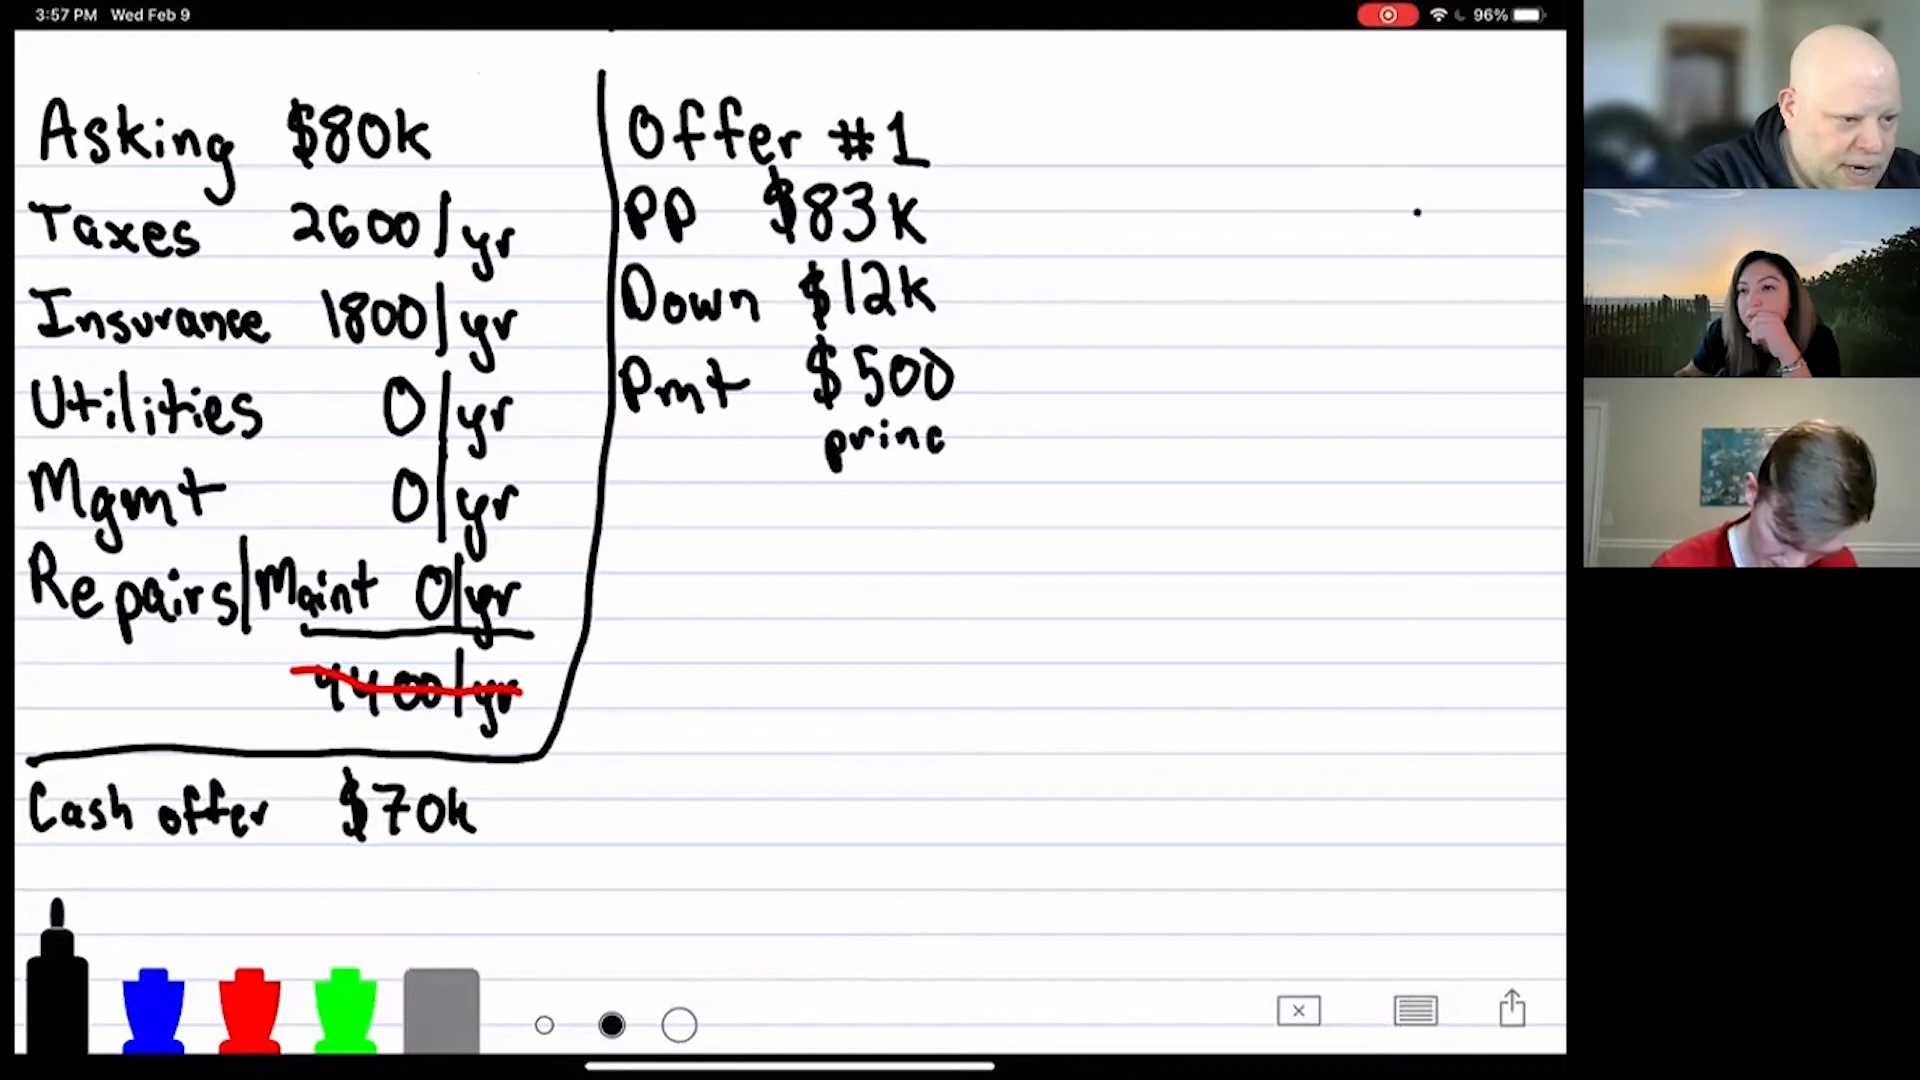 3:57 PM Wed Feb 9
96%
Asking $80k
Taxes 2600/yr
Insurance 1800/yr
Utilities 0/yr
Mgmt 0/yr
Repairs/Maint 0/yr
4400/yr
Cash offer $70k
Offer #1
PP $83k
Down $12k
Pmt $500
princ